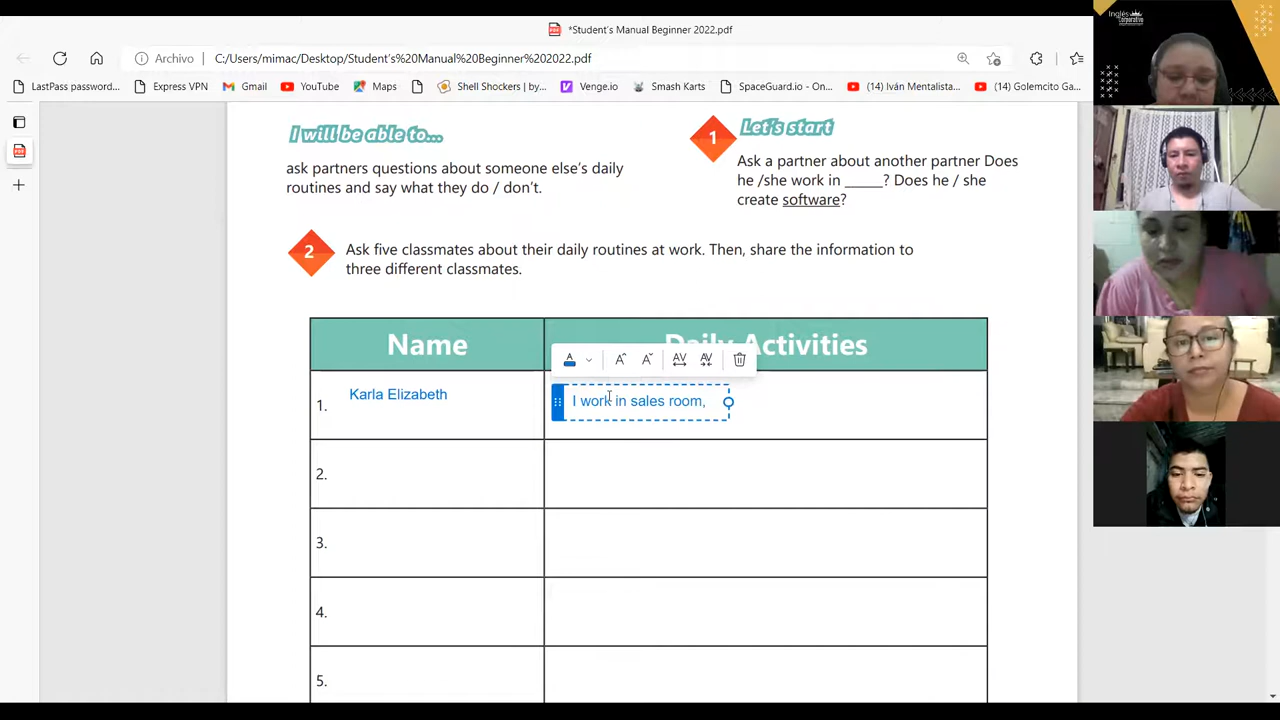 *Student's Manual Beginner 2022.pdf
Archivo
C:/Users/mimac/Desktop/Student's%20Manual%20Beginner%202022.pdf
LastPass password...
Express VPN
Gmail
YouTube
Maps
Shell Shockers | by...
Venge.io
Smash Karts
SpaceGuard.io - On...
(14) Iván Mentalista...
(14) Golemcito Ga...
Inglés
Corporativo
I will be able to...
ask partners questions about someone else's daily
routines and say what they do / don't.
1
Let's start
Ask a partner about another partner Does
he /she work in _____? Does he / she
create software?
2
Ask five classmates about their daily routines at work. Then, share the information to
three different classmates.
Name
Daily Activities
1.
Karla Elizabeth
I work in sales room,
2.
3.
4.
5.